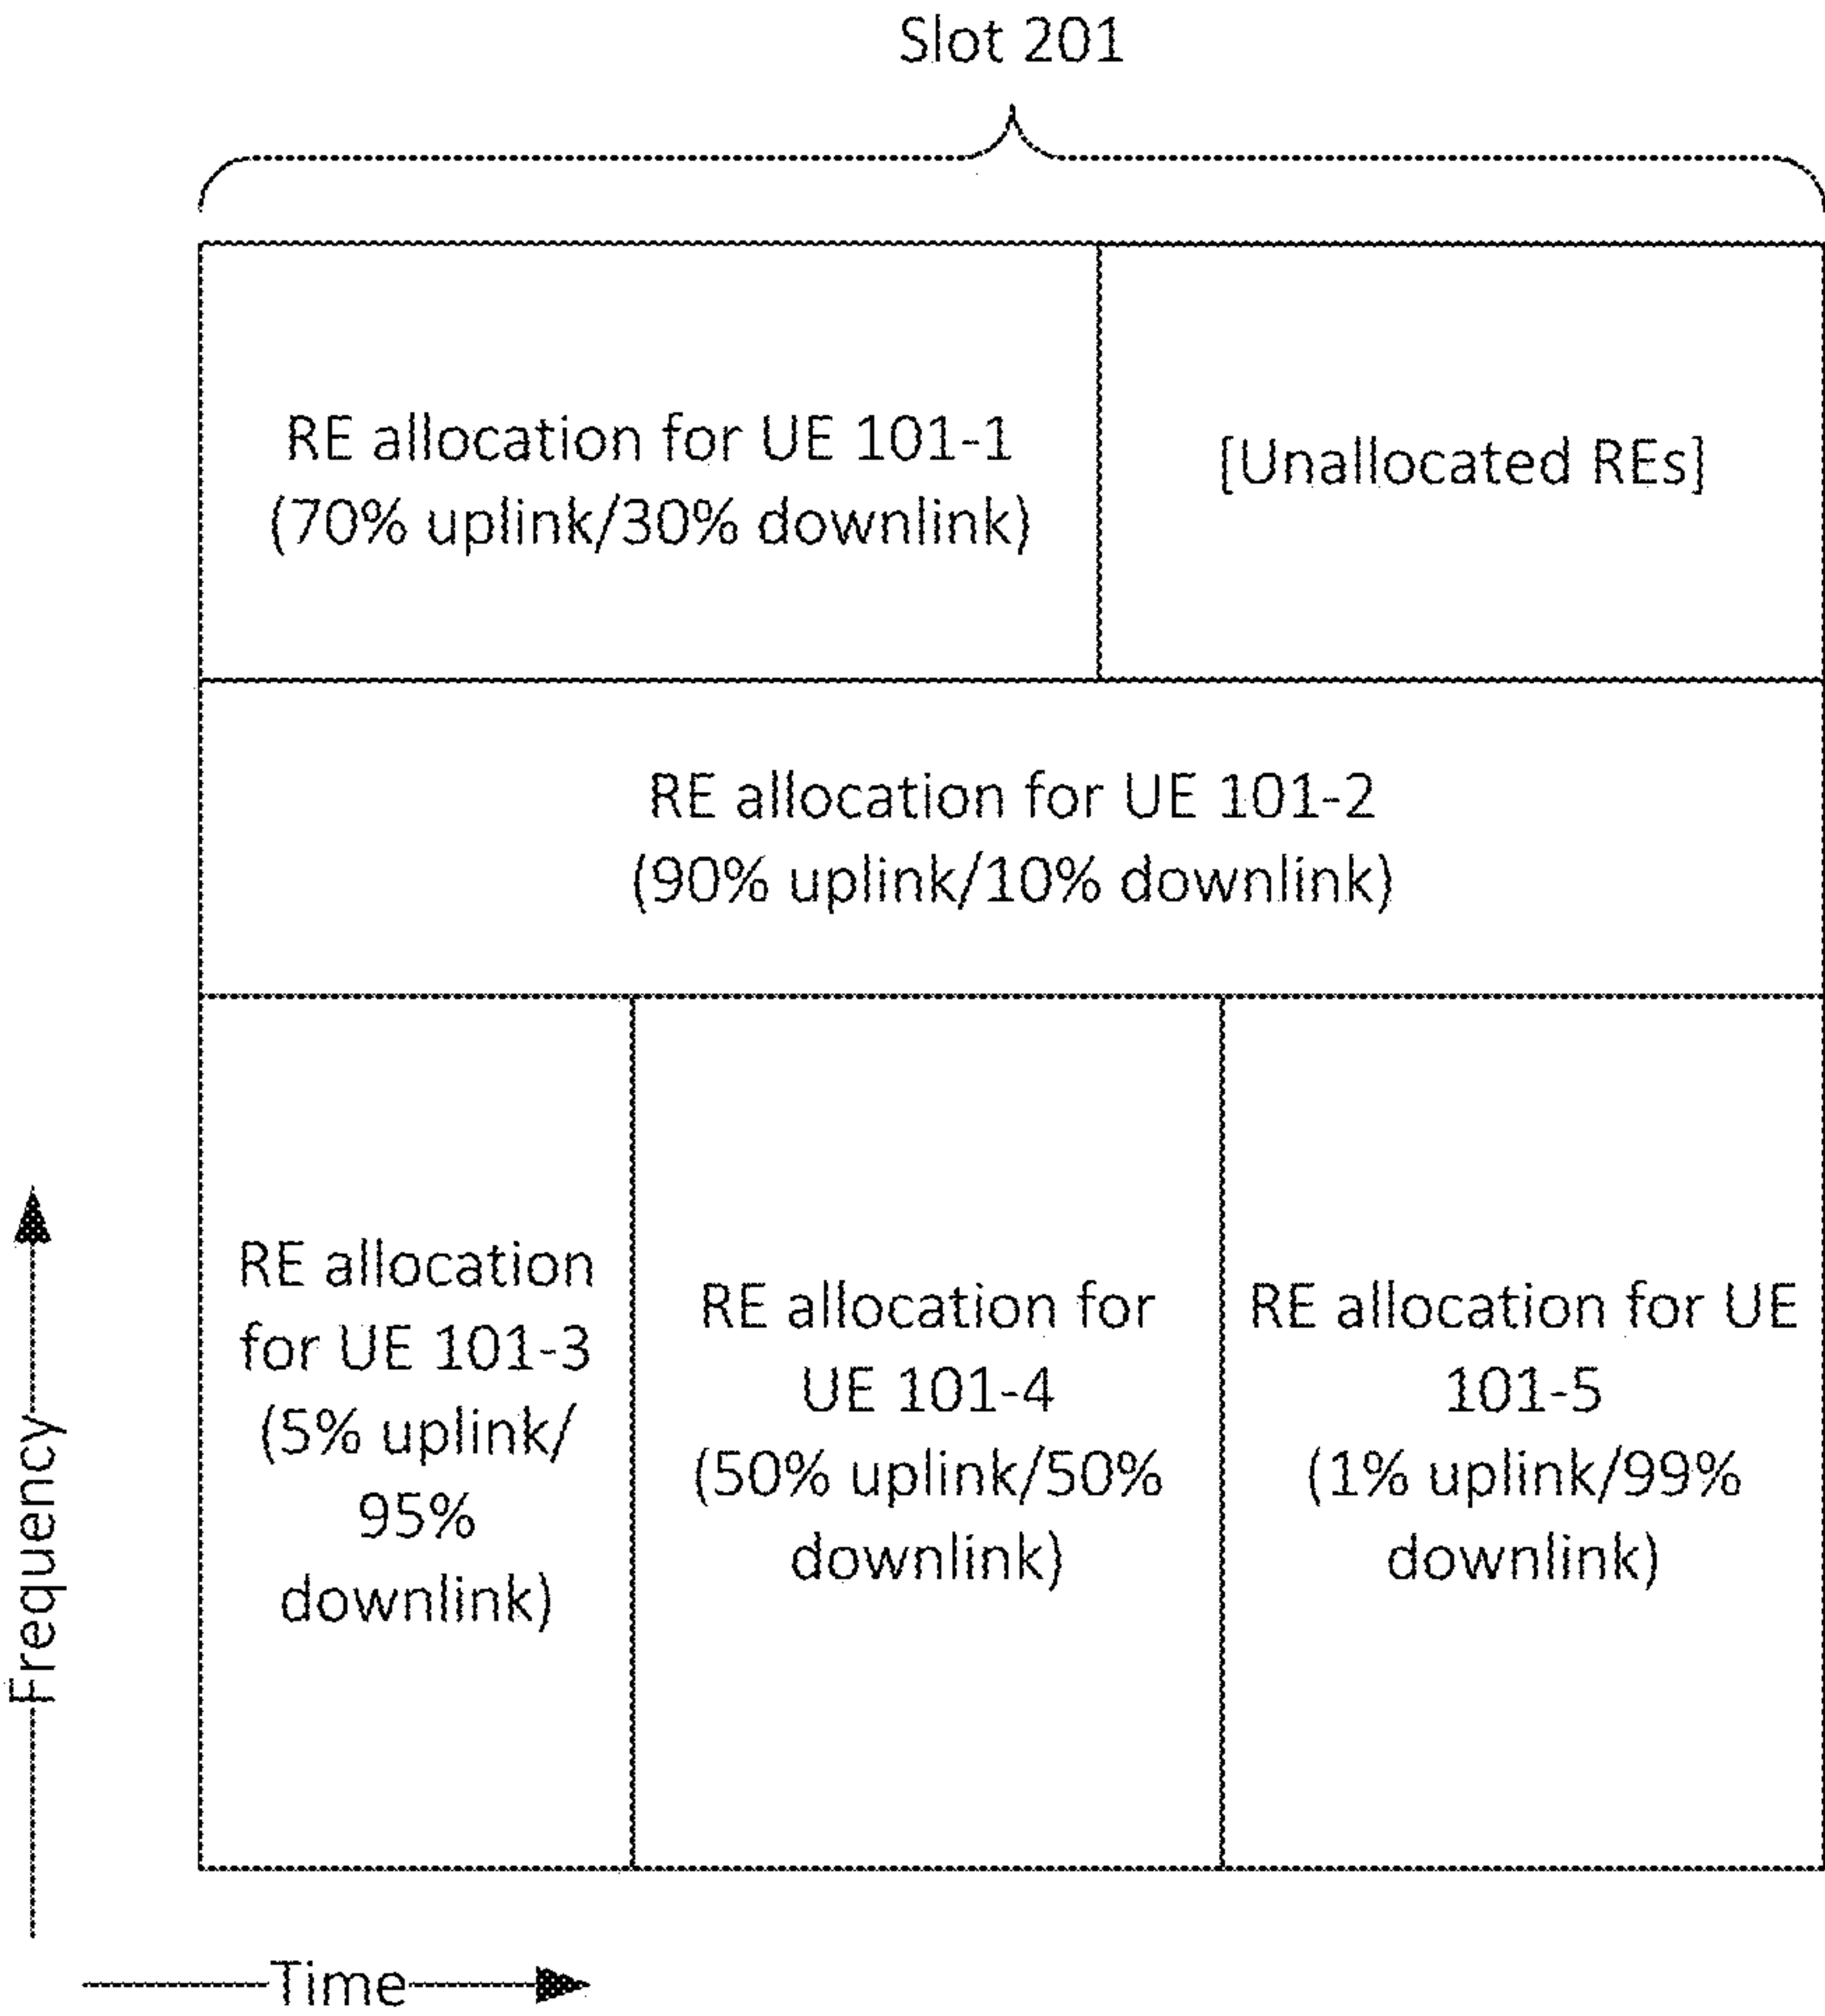 Slot 201
RE allocation for UE 101-1
(70% uplink/30% downlink)
[Unallocated REs]
RE allocation for UE 101-2
(90% uplink/10% downlink)
RE allocation
for UE 101-3
(5% uplink/
95%
downlink)
RE allocation for
UE 101-4
(50% uplink/50%
downlink)
RE allocation for UE
101-5
(1% uplink/99%
downlink)
Frequency
Time